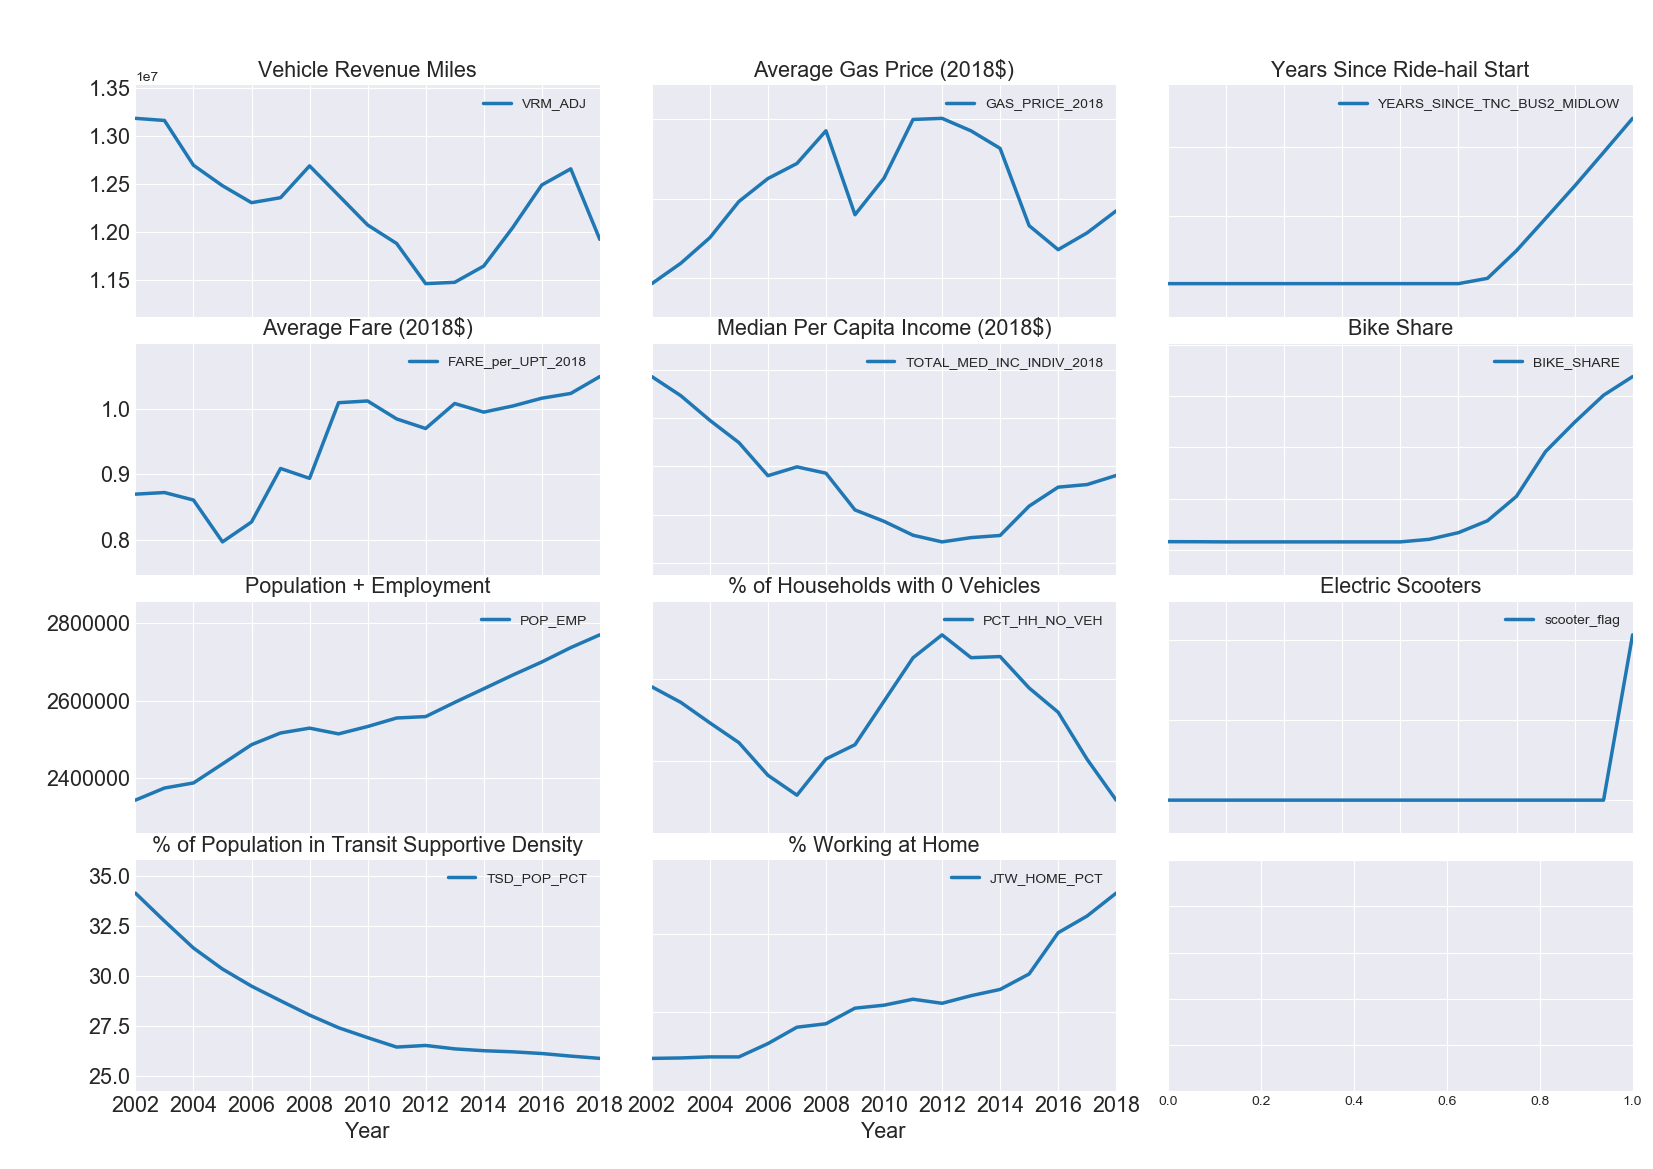 Vehicle Revenue Miles
1e7
VRM_ADJ
1.35
1.30
1.25
1.20
1.15
Average Gas Price (2018$)
GAS_PRICE_2018
Years Since Ride-hail Start
YEARS_SINCE_TNC_BUS2_MIDLOW
Average Fare (2018$)
FARE_per_UPT_2018
1.0
0.9
0.8
Median Per Capita Income (2018$)
TOTAL_MED_INC_INDIV_2018
Bike Share
BIKE_SHARE
Population + Employment
POP_EMP
2800000
2600000
2400000
% of Households with 0 Vehicles
PCT_HH_NO_VEH
Electric Scooters
scooter_flag
% of Population in Transit Supportive Density
TSD_POP_PCT
35.0
32.5
30.0
27.5
25.0
2002 2004 2006 2008 2010 2012 2014 2016 2018
Year
% Working at Home
JTW_HOME_PCT
2002 2004 2006 2008 2010 2012 2014 2016 2018
Year
0.0 0.2 0.4 0.6 0.8 1.0